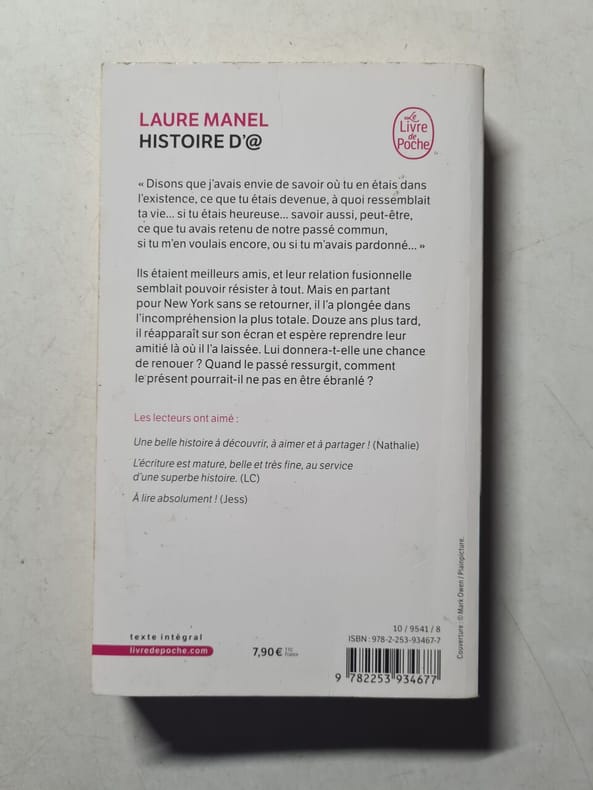 LAURE MANEL
HISTOIRE D'@
Le
Livre
de
Poche
« Disons que j'avais envie de savoir où tu en étais dans
l'existence, ce que tu étais devenue, à quoi ressemblait
ta vie... si tu étais heureuse... savoir aussi, peut-être,
ce que tu avais retenu de notre passé commun,
si tu m'en voulais encore, ou si tu m'avais pardonné... »
Ils étaient meilleurs amis, et leur relation fusionnelle
semblait pouvoir résister à tout. Mais en partant
pour New York sans se retourner, il l'a plongée dans
l'incompréhension la plus totale. Douze ans plus tard,
il réapparaît sur son écran et espère reprendre leur
amitié là où il l'a laissée. Lui donnera-t-elle une chance
de renouer ? Quand le passé ressurgit, comment
le présent pourrait-il ne pas en être ébranlé ?
Les lecteurs ont aimé :
Une belle histoire à découvrir, à aimer et à partager ! (Nathalie)
L'écriture est mature, belle et très fine, au service
d'une superbe histoire. (LC)
À lire absolument ! (Jess)
texte intégral
livredepoche.com
7,90 € TTC
France
10 / 9541 / 8
ISBN : 978-2-253-93467-7
9 782253 934677
Couverture : © Mark Owen / Plainpicture.